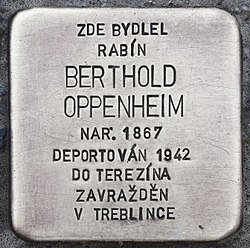 ZDE BYDLEL
RABÍN
BERTHOLD
OPPENHEIM
NAR. 1867
DEPORTOVÁN 1942
DO TEREZÍNA
ZAVRAŽDĚN
V TREBLINCE